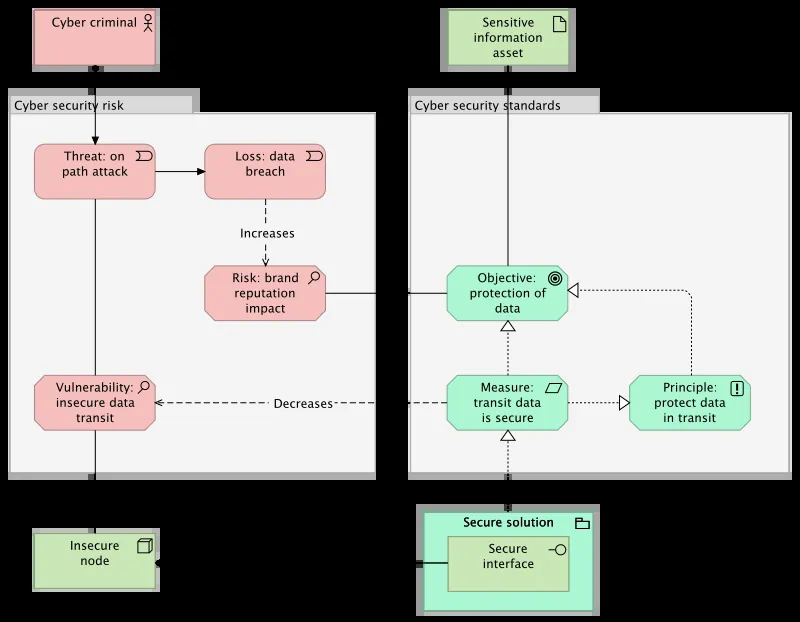 Cyber criminal
Sensitive
information
asset
Cyber security risk
Cyber security standards
Threat: on
path attack
Loss: data
breach
Increases
Risk: brand
reputation
impact
Objective:
protection of
data
Vulnerability:
insecure data
transit
Decreases
Measure:
transit data
is secure
Principle:
protect data
in transit
Insecure
node
Secure solution
Secure
interface